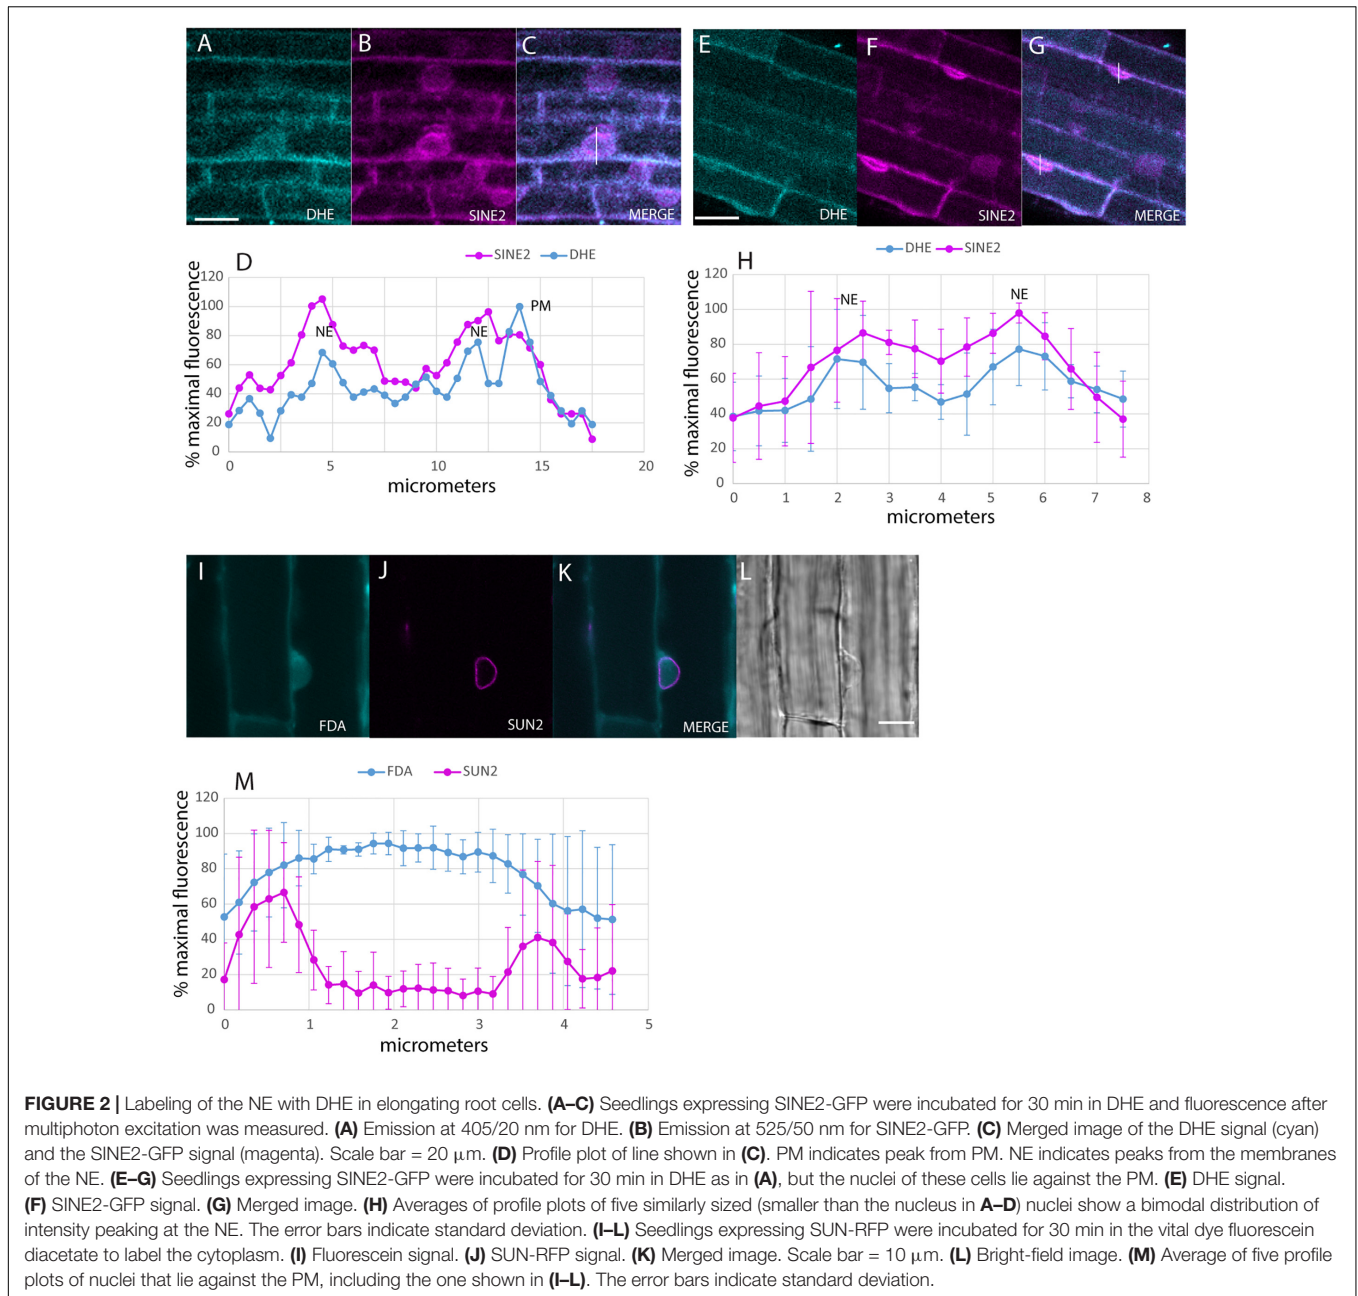 A
B
C
DHE
SINE2
MERGE
E
F
G
DHE
SINE2
MERGE
D
SINE2 DHE
% maximal fluorescence
120
100
80
60
40
20
0
NE
NE
PM
0 5 10 15 20
micrometers
H
DHE SINE2
% maximal fluorescence
120
100
80
60
40
20
0
NE
NE
0 1 2 3 4 5 6 7 8
micrometers
I
J
K
L
FDA
SUN2
MERGE
M
FDA SUN2
% maximal fluorescence
120
100
80
60
40
20
0
0 1 2 3 4 5
micrometers
FIGURE 2 | Labeling of the NE with DHE in elongating root cells. (A–C) Seedlings expressing SINE2-GFP were incubated for 30 min in DHE and fluorescence after
multiphoton excitation was measured. (A) Emission at 405/20 nm for DHE. (B) Emission at 525/50 nm for SINE2-GFP. (C) Merged image of the DHE signal (cyan)
and the SINE2-GFP signal (magenta). Scale bar = 20 μm. (D) Profile plot of line shown in (C). PM indicates peak from PM. NE indicates peaks from the membranes
of the NE. (E–G) Seedlings expressing SINE2-GFP were incubated for 30 min in DHE as in (A), but the nuclei of these cells lie against the PM. (E) DHE signal.
(F) SINE2-GFP signal. (G) Merged image. (H) Averages of profile plots of five similarly sized (smaller than the nucleus in A–D) nuclei show a bimodal distribution of
intensity peaking at the NE. The error bars indicate standard deviation. (I–L) Seedlings expressing SUN-RFP were incubated for 30 min in the vital dye fluorescein
diacetate to label the cytoplasm. (I) Fluorescein signal. (J) SUN-RFP signal. (K) Merged image. Scale bar = 10 μm. (L) Bright-field image. (M) Average of five profile
plots of nuclei that lie against the PM, including the one shown in (I–L). The error bars indicate standard deviation.